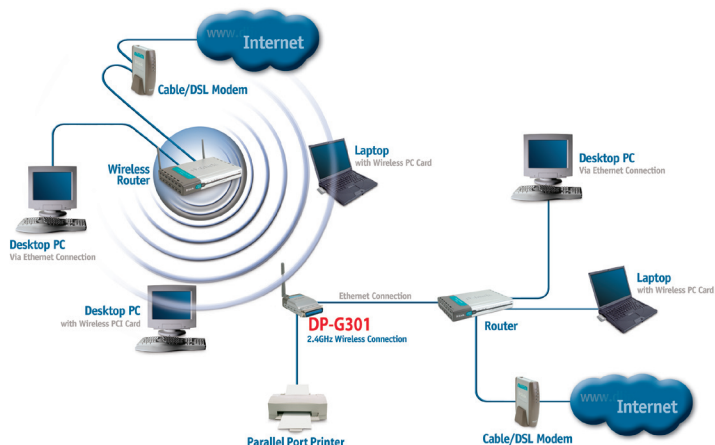 www.
Internet
Cable/DSL Modem
Wireless
Router
Laptop
with Wireless PC Card
Desktop PC
Via Ethernet Connection
Desktop PC
Via Ethernet Connection
Desktop PC
with Wireless PCI Card
Ethernet Connection
DP-G301
2.4GHz Wireless Connection
Router
Laptop
with Wireless PC Card
Parallel Port Printer
Cable/DSL Modem
www.
Internet